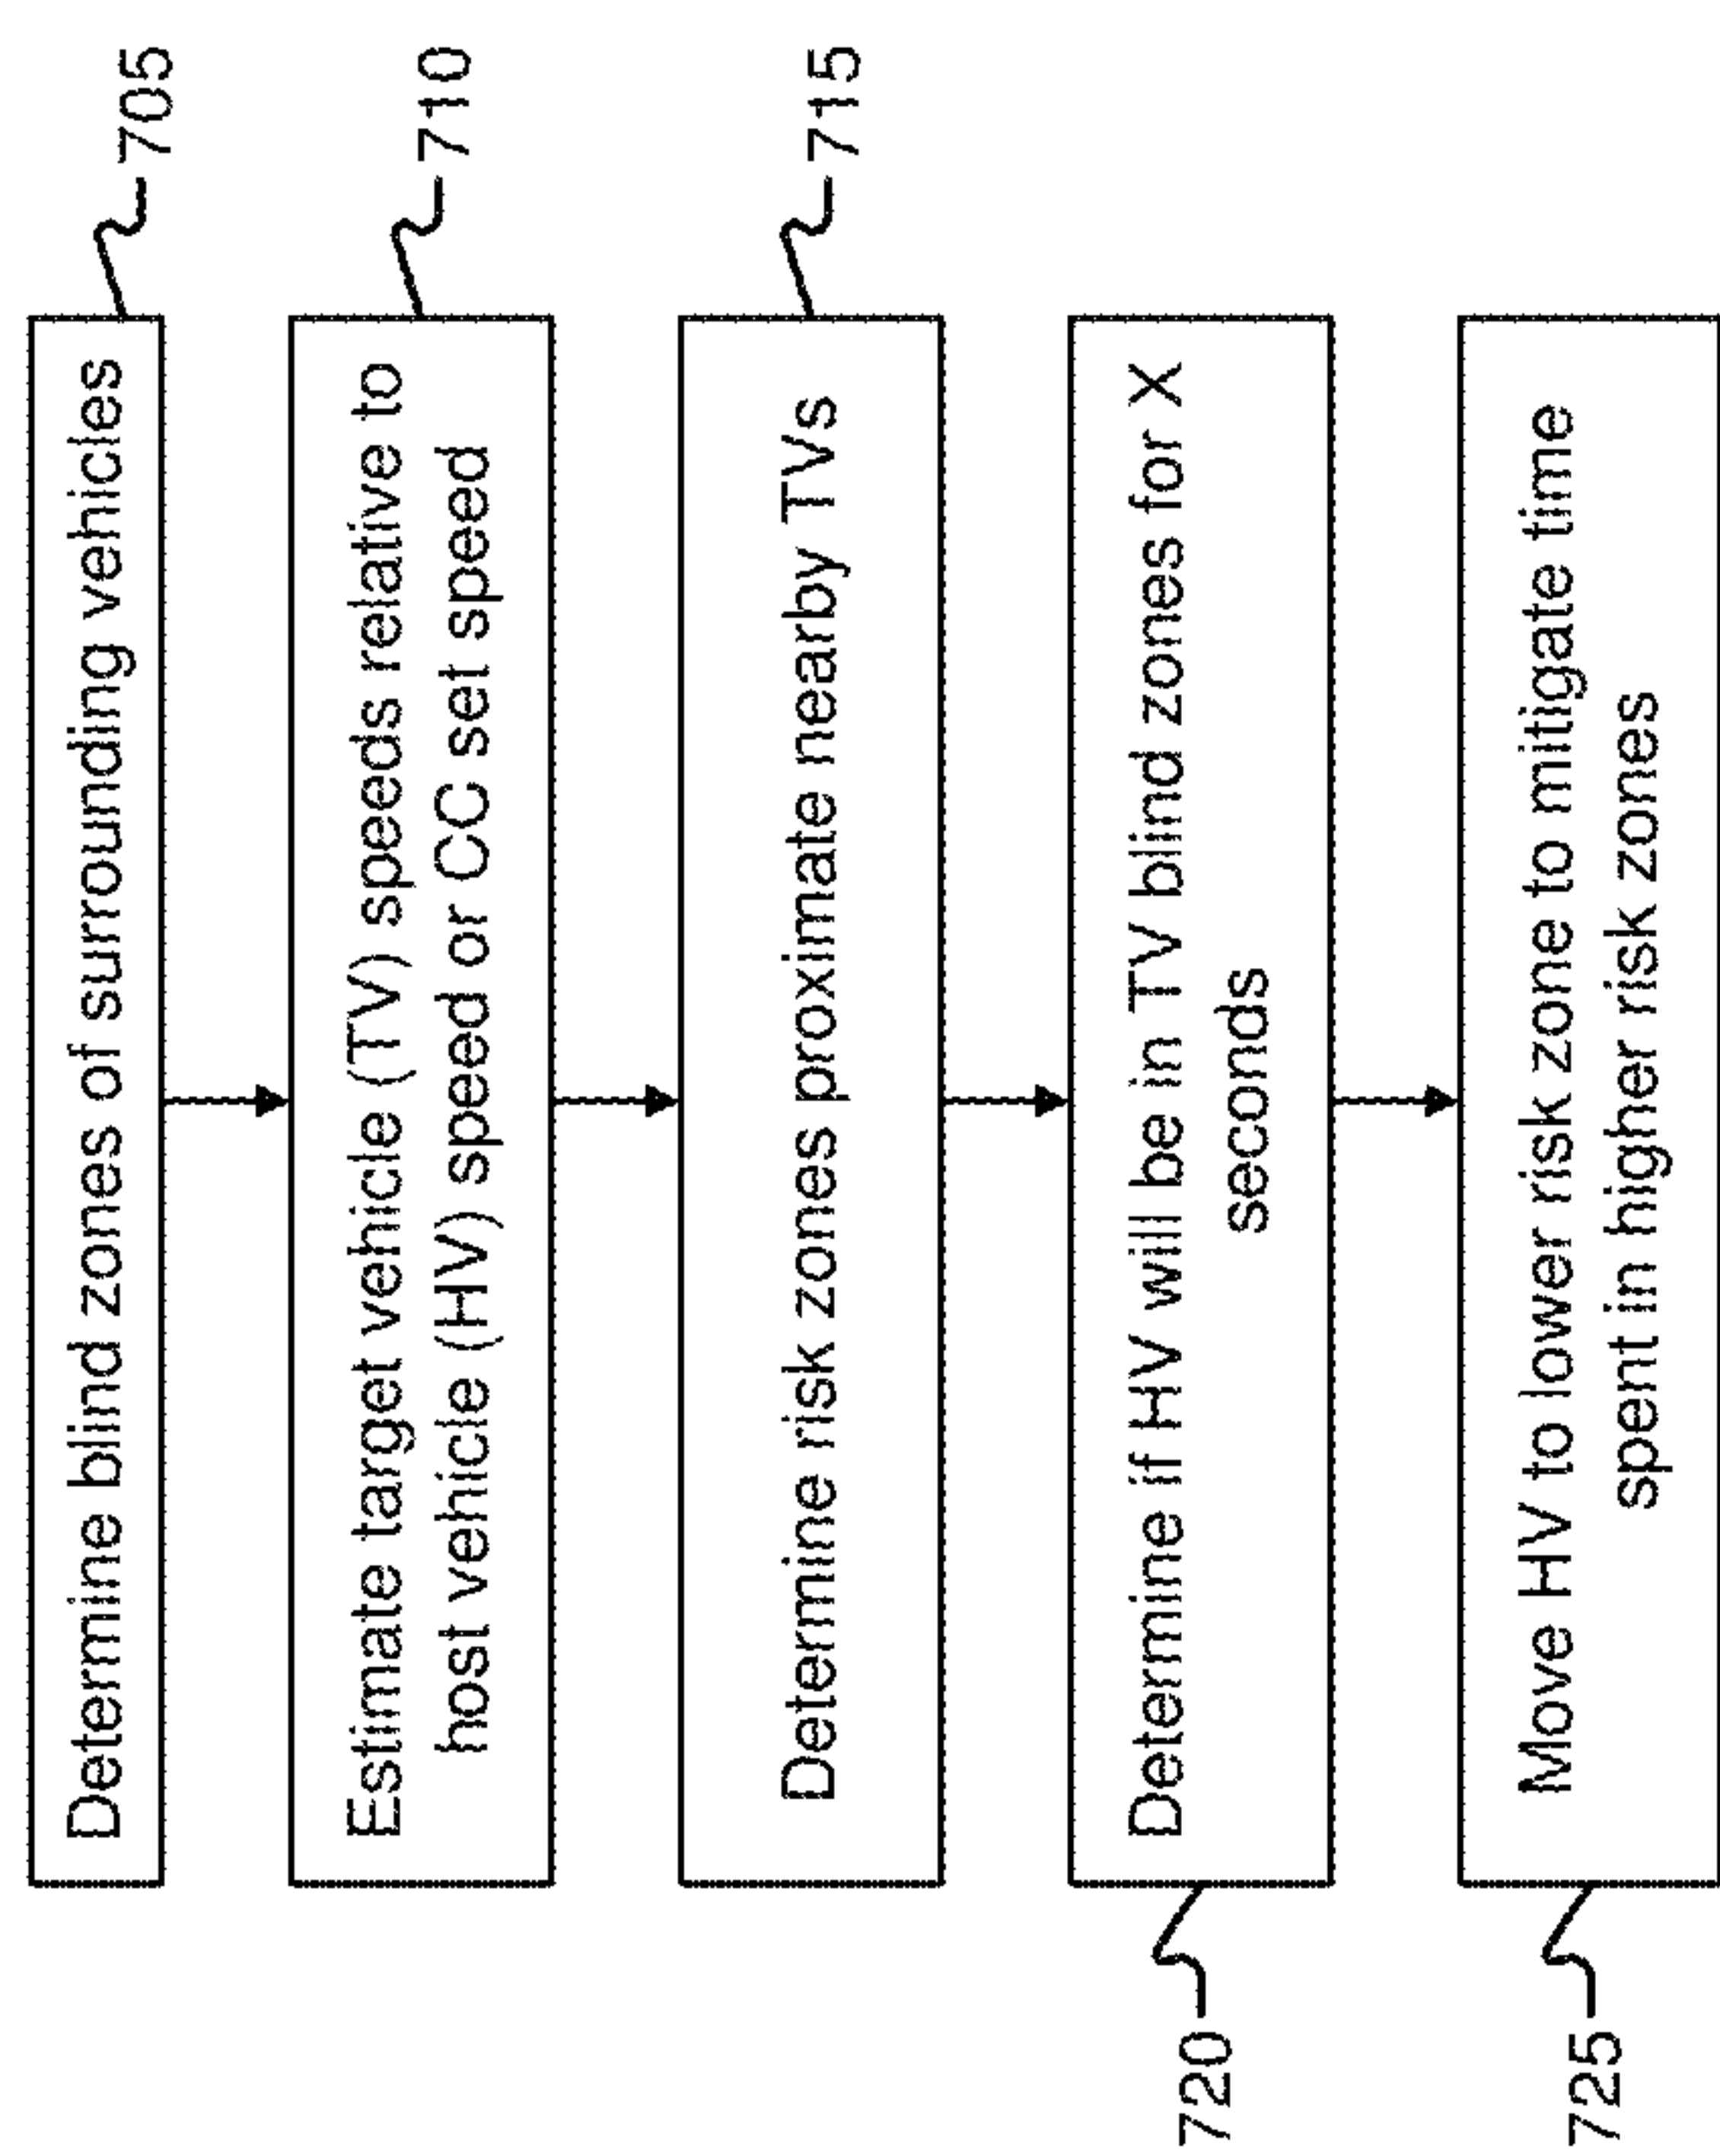 Determine blind zones of surrounding vehicles
705
Estimate target vehicle (TV) speeds relative to
host vehicle (HV) speed or CC set speed
710
Determine risk zones proximate nearby TVs
715
Determine if HV will be in TV blind zones for X
seconds
720
Move HV to lower risk zone to mitigate time
spent in higher risk zones
725